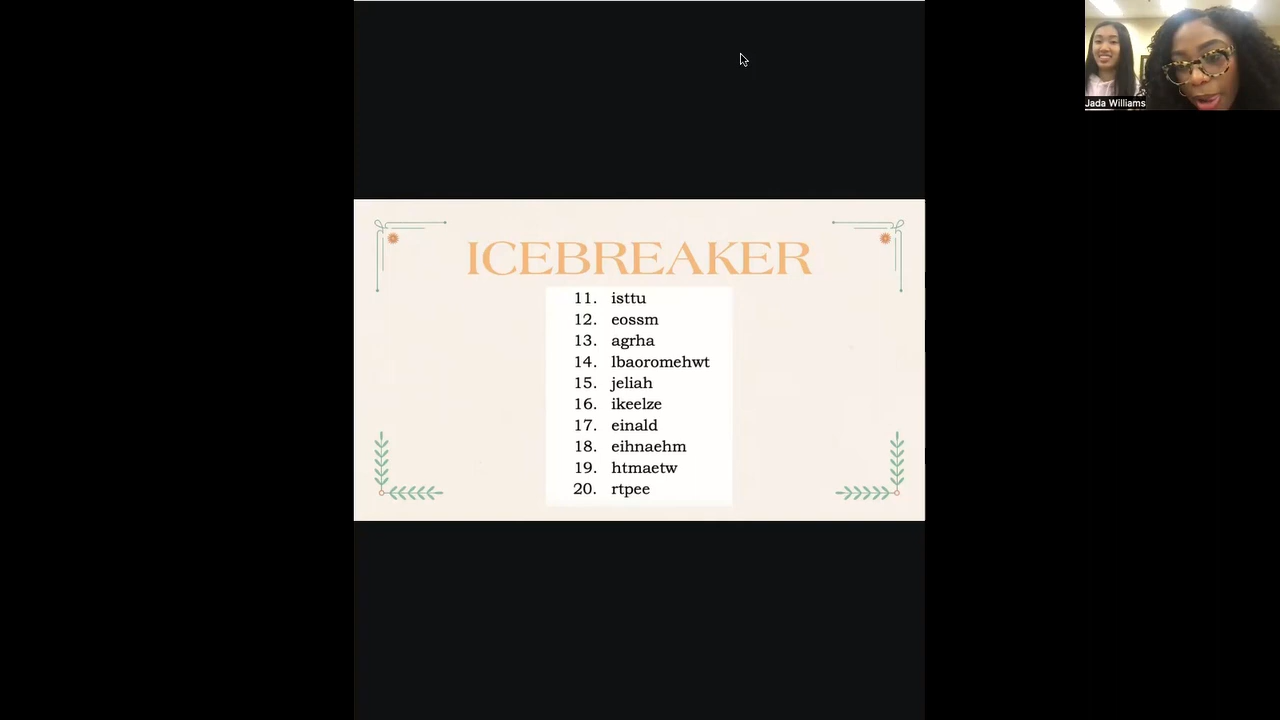 Jada Williams
ICEBREAKER
11. isttu
12. eossm
13. agrha
14. lbaoromehwt
15. jeliah
16. ikeelze
17. einald
18. eihnaehm
19. htmaetw
20. rtpee